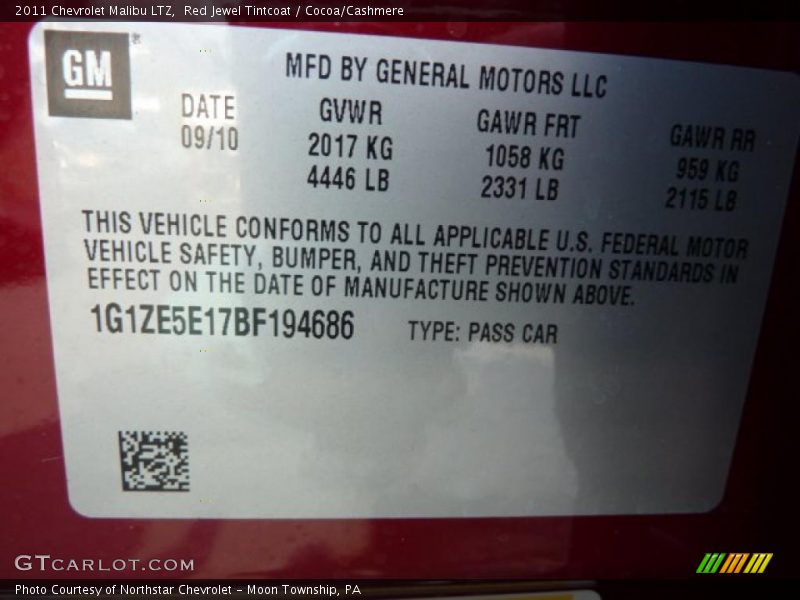 2011 Chevrolet Malibu LTZ, Red Jewel Tintcoat / Cocoa/Cashmere
GM
MFD BY GENERAL MOTORS LLC
DATE GVWR GAWR FRT GAWR RR
09/10 2017 KG 1058 KG 959 KG
4446 LB 2331 LB 2115 LB
THIS VEHICLE CONFORMS TO ALL APPLICABLE U.S. FEDERAL MOTOR
VEHICLE SAFETY, BUMPER, AND THEFT PREVENTION STANDARDS IN
EFFECT ON THE DATE OF MANUFACTURE SHOWN ABOVE.
1G1ZE5E17BF194686 TYPE: PASS CAR
GTCARLOT.COM
Photo Courtesy of Northstar Chevrolet - Moon Township, PA